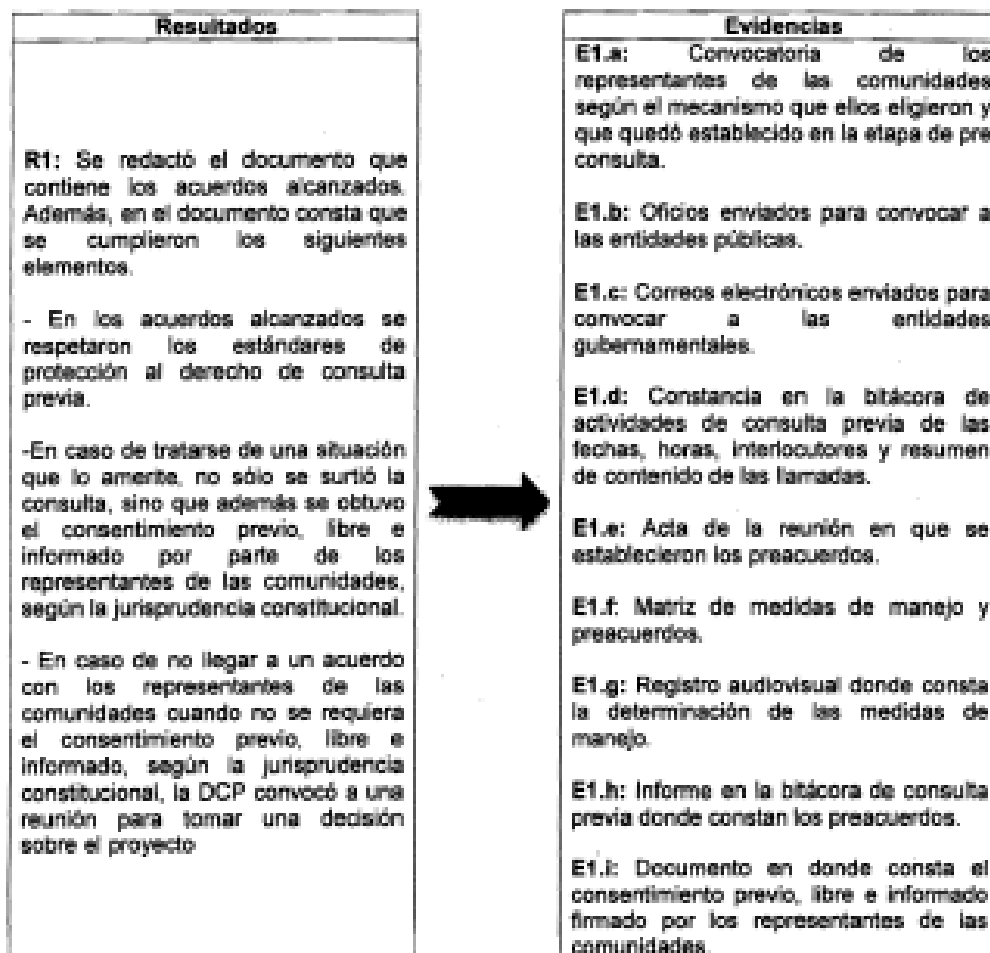 Resultados
R1: Se redactó el documento que
contiene los acuerdos alcanzados.
Además, en el documento consta que
se cumplieron los siguientes
elementos.
- En los acuerdos alcanzados se
respetaron los estándares de
protección al derecho de consulta
previa.
-En caso de tratarse de una situación
que lo amerite, no sólo se surtió la
consulta, sino que además se obtuvo
el consentimiento previo, libre e
informado por parte de los
representantes de las comunidades,
según la jurisprudencia constitucional.
- En caso de no llegar a un acuerdo
con los representantes de las
comunidades cuando no se requiera
el consentimiento previo, libre e
informado, según la jurisprudencia
constitucional, la DCP convocó a una
reunión para tomar una decisión
sobre el proyecto
Evidencias
E1.a: Convocatoria de los
representantes de las comunidades
según el mecanismo que ellos eligieron y
que quedó establecido en la etapa de pre
consulta.
E1.b: Oficios enviados para convocar a
las entidades públicas.
E1.c: Correos electrónicos enviados para
convocar a las entidades
gubernamentales.
E1.d: Constancia en la bitácora de
actividades de consulta previa de las
fechas, horas, interlocutores y resumen
de contenido de las llamadas.
E1.e: Acta de la reunión en que se
establecieron los preacuerdos.
E1.f: Matriz de medidas de manejo y
preacuerdos.
E1.g: Registro audiovisual donde consta
la determinación de las medidas de
manejo.
E1.h: Informe en la bitácora de consulta
previa donde constan los preacuerdos.
E1.i: Documento en donde consta el
consentimiento previo, libre e informado
firmado por los representantes de las
comunidades.